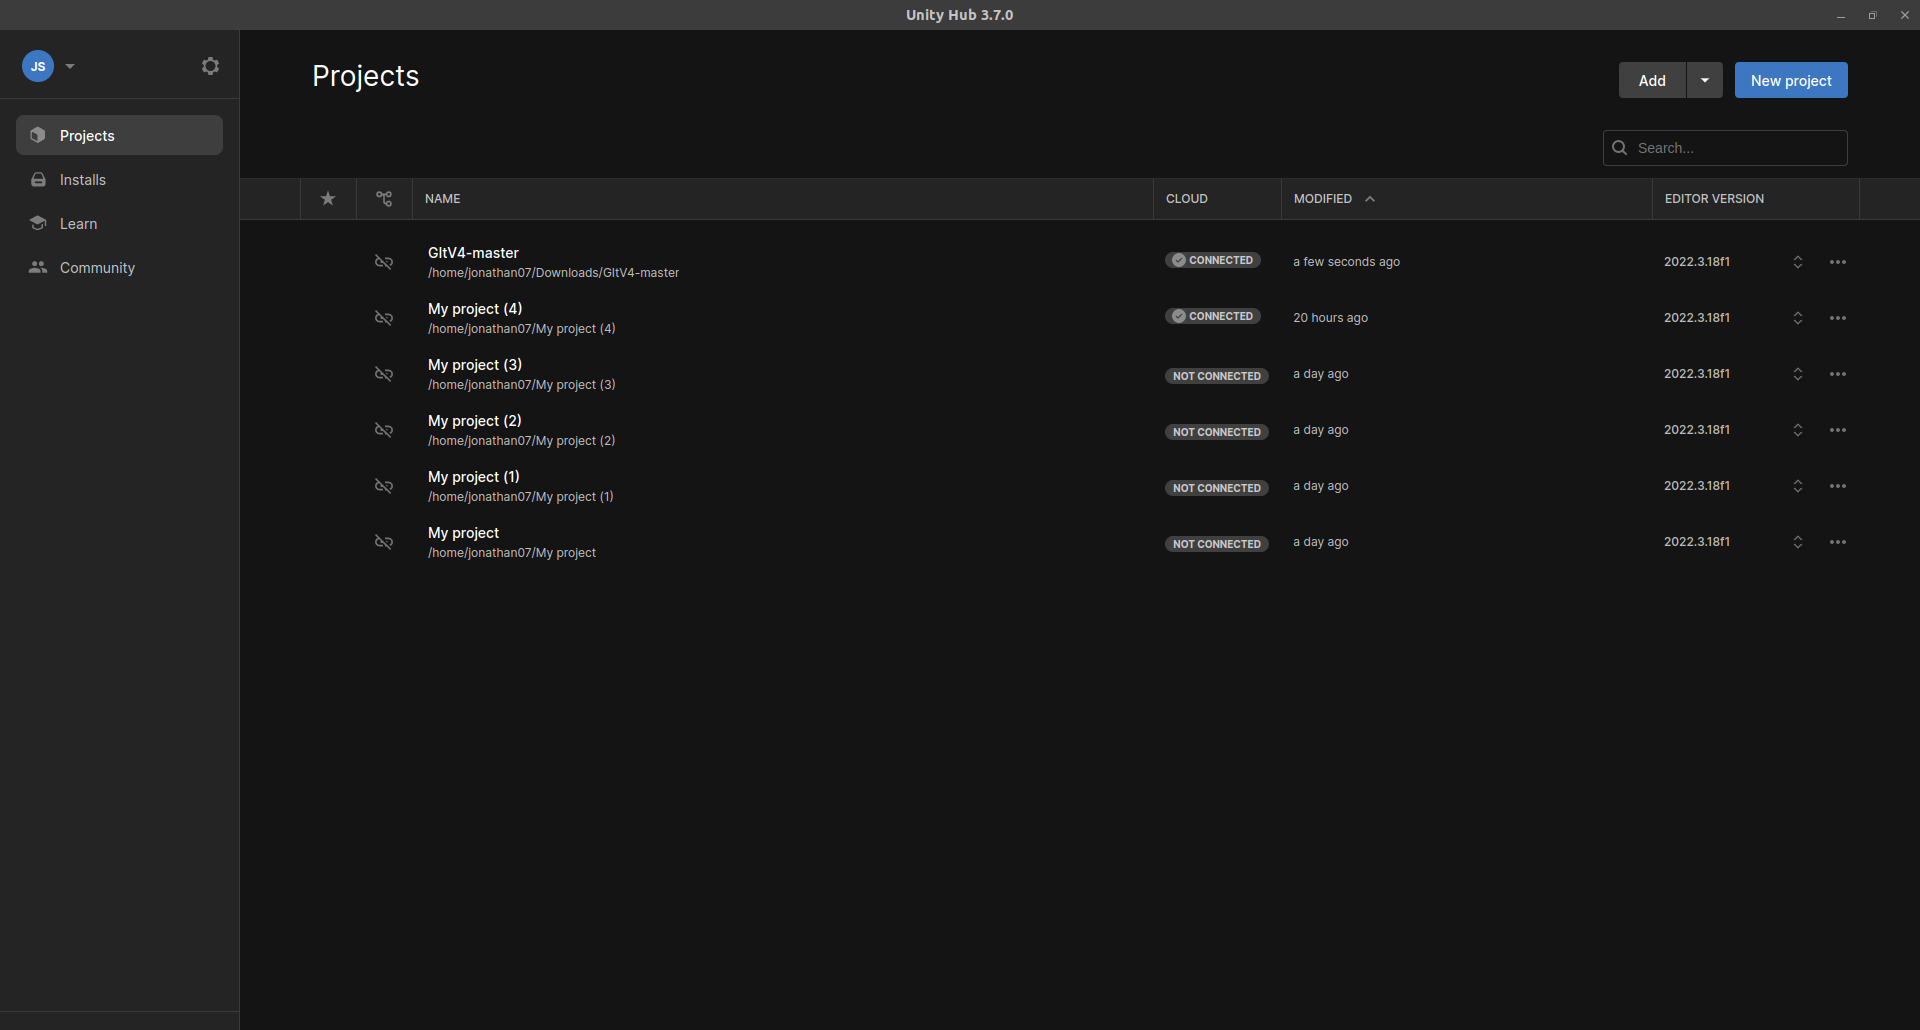 Unity Hub 3.7.0
JS
Projects
Installs
Learn
Community
Projects
Add
New project
Search...
NAME
CLOUD
MODIFIED
EDITOR VERSION
GltV4-master
/home/jonathan07/Downloads/GltV4-master
CONNECTED
a few seconds ago
2022.3.18f1
My project (4)
/home/jonathan07/My project (4)
CONNECTED
20 hours ago
2022.3.18f1
My project (3)
/home/jonathan07/My project (3)
NOT CONNECTED
a day ago
2022.3.18f1
My project (2)
/home/jonathan07/My project (2)
NOT CONNECTED
a day ago
2022.3.18f1
My project (1)
/home/jonathan07/My project (1)
NOT CONNECTED
a day ago
2022.3.18f1
My project
/home/jonathan07/My project
NOT CONNECTED
a day ago
2022.3.18f1